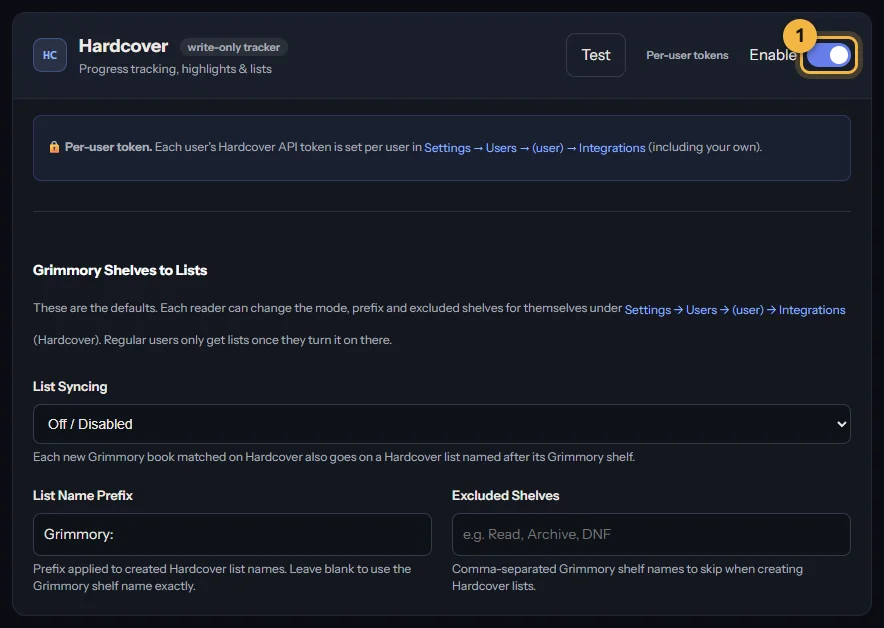 HC
Hardcover write-only tracker
Progress tracking, highlights & lists
Test
Per-user tokens
Enable
1
🔒 Per-user token. Each user's Hardcover API token is set per user in Settings → Users → (user) → Integrations (including your own).
Grimmory Shelves to Lists
These are the defaults. Each reader can change the mode, prefix and excluded shelves for themselves under Settings → Users → (user) → Integrations
(Hardcover). Regular users only get lists once they turn it on there.
List Syncing
Off / Disabled
Each new Grimmory book matched on Hardcover also goes on a Hardcover list named after its Grimmory shelf.
List Name Prefix
Grimmory:
Prefix applied to created Hardcover list names. Leave blank to use the
Grimmory shelf name exactly.
Excluded Shelves
e.g. Read, Archive, DNF
Comma-separated Grimmory shelf names to skip when creating
Hardcover lists.